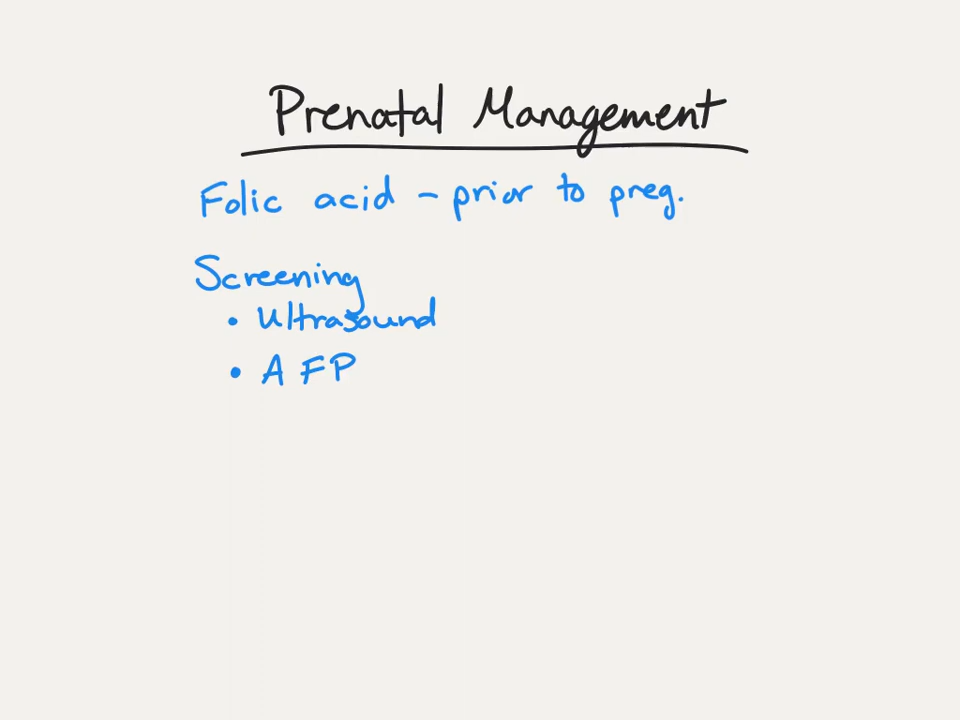 Prenatal Management
Folic acid - prior to preg.
Screening
• Ultrasound
• AFP